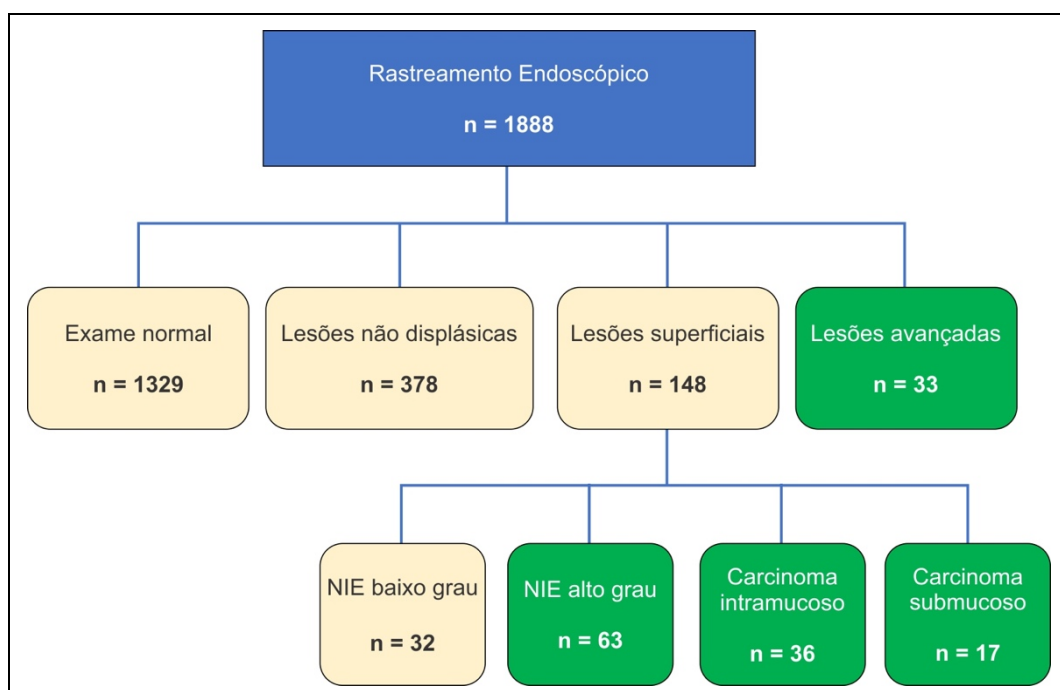 Rastreamento Endoscópico
n = 1888
Exame normal
n = 1329
Lesões não displásicas
n = 378
Lesões superficiais
n = 148
Lesões avançadas
n = 33
NIE baixo grau
n = 32
NIE alto grau
n = 63
Carcinoma
intramucoso
n = 36
Carcinoma
submucoso
n = 17